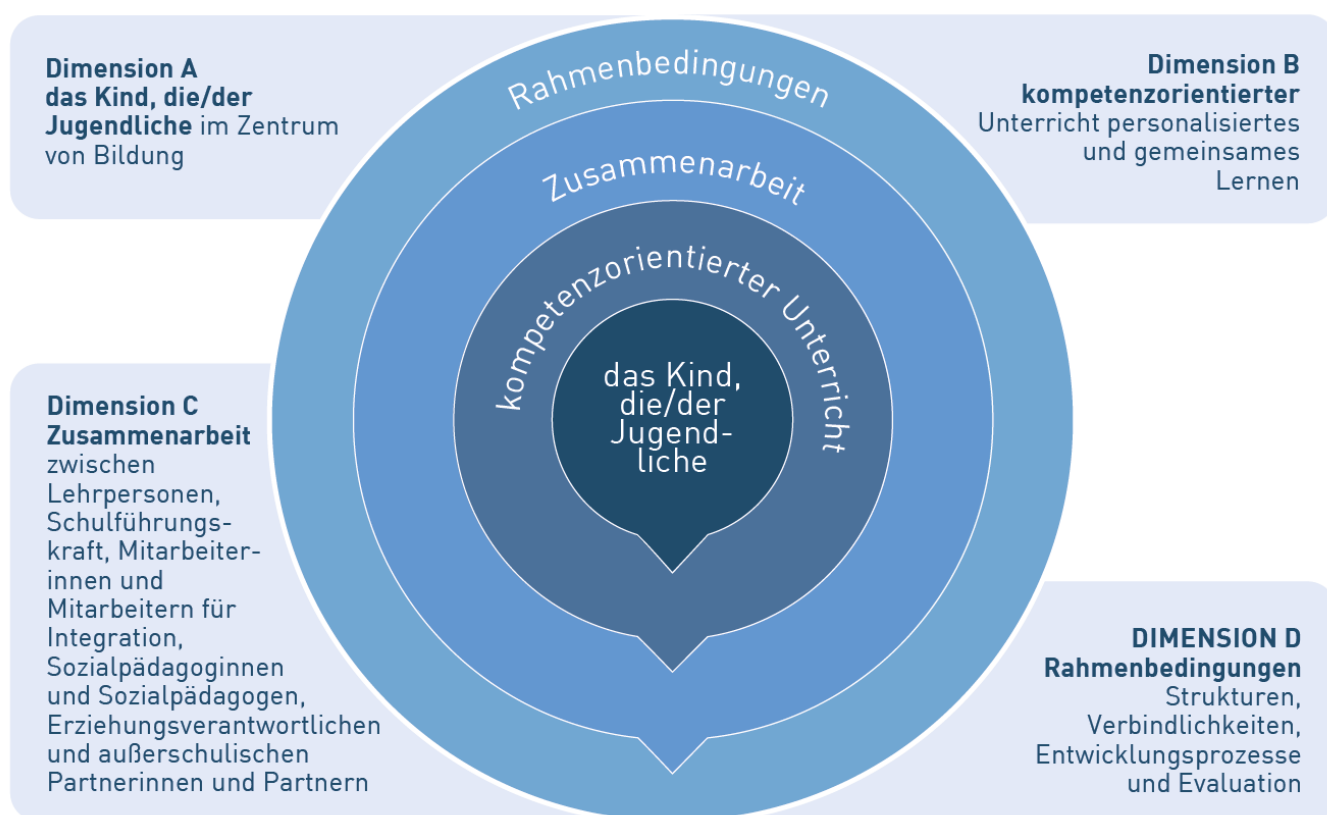 Dimension A
das Kind, die/der
Jugendliche im Zentrum
von Bildung
Dimension B
kompetenzorientierter
Unterricht personalisiertes
und gemeinsames
Lernen
Rahmenbedingungen
Zusammenarbeit
kompetenzorientierter Unterricht
das Kind,
die/der
Jugend-
liche
Dimension C
Zusammenarbeit
zwischen
Lehrpersonen,
Schulführungs-
kraft, Mitarbeiter-
innen und
Mitarbeitern für
Integration,
Sozialpädagoginnen
und Sozialpädagogen,
Erziehungsverantwortlichen
und außerschulischen
Partnerinnen und Partnern
DIMENSION D
Rahmenbedingungen
Strukturen,
Verbindlichkeiten,
Entwicklungsprozesse
und Evaluation